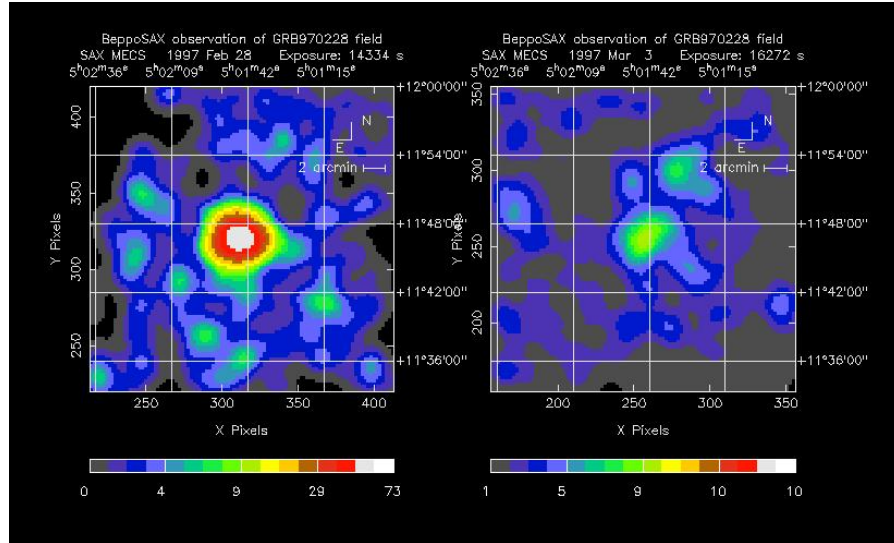 BeppoSAX observation of GRB970228 field
SAX MECS 1997 Feb 28 Exposure: 14334 s
5h02m36s 5h02m09s 5h01m42s 5h01m15s
+12°00'00"
+11°54'00"
+11°48'00"
+11°42'00"
+11°36'00"
N
E
2 arcmin
400
350
300
250
Y Pixels
250 300 350 400
X Pixels
0 4 9 29 73
BeppoSAX observation of GRB970228 field
SAX MECS 1997 Mar 3 Exposure: 16272 s
5h02m36s 5h02m09s 5h01m42s 5h01m15s
+12°00'00"
+11°54'00"
+11°48'00"
+11°42'00"
+11°36'00"
N
E
2 arcmin
350
300
250
200
Y Pixels
200 250 300 350
X Pixels
1 5 9 10 10